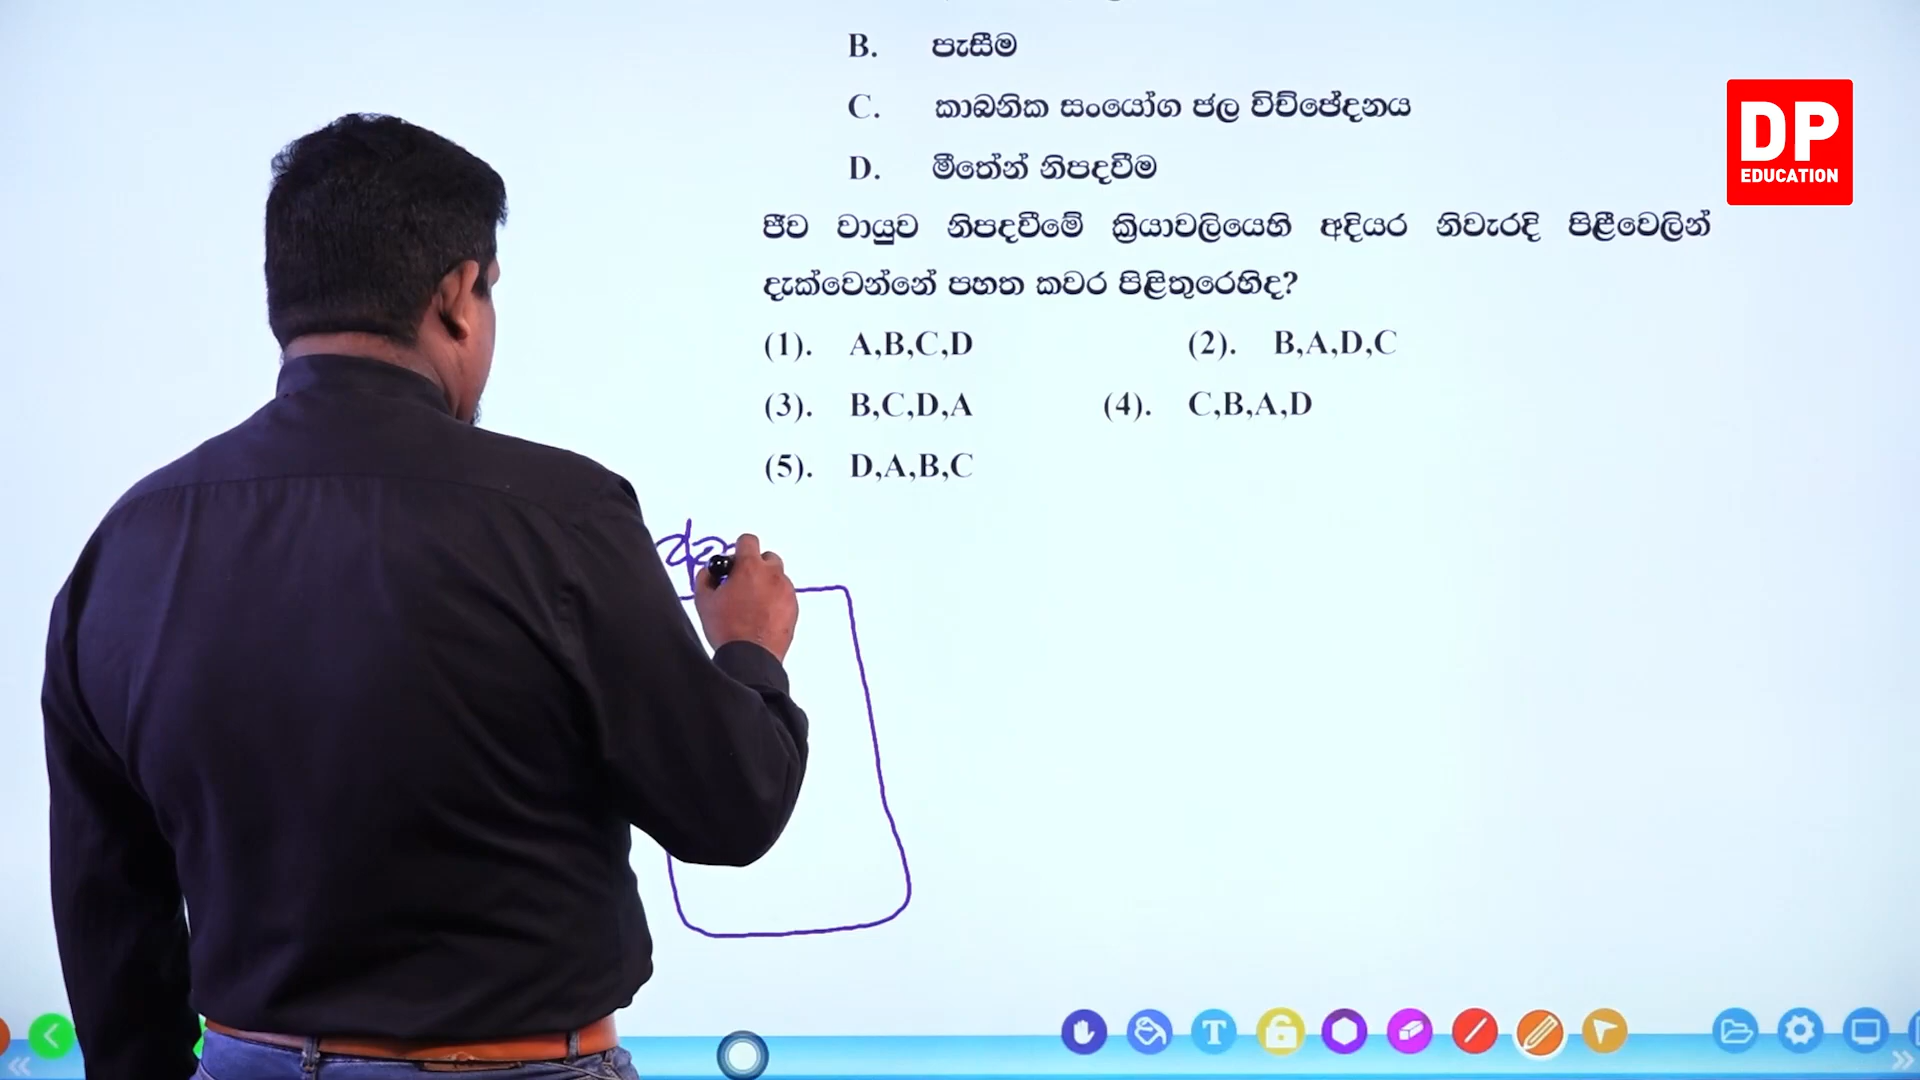 B. පැසීම
C. කාබනික සංයෝග ජල විච්ඡේදනය
D. මීතේන් නිපදවීම
ජීව වායුව නිපදවීමේ ක්‍රියාවලියෙහි අදියර නිවැරදි පිළිවෙලින්
දැක්වෙන්නේ පහත කවර පිළිතුරෙහිද?
(1). A,B,C,D (2). B,A,D,C
(3). B,C,D,A (4). C,B,A,D
(5). D,A,B,C
DP
EDUCATION